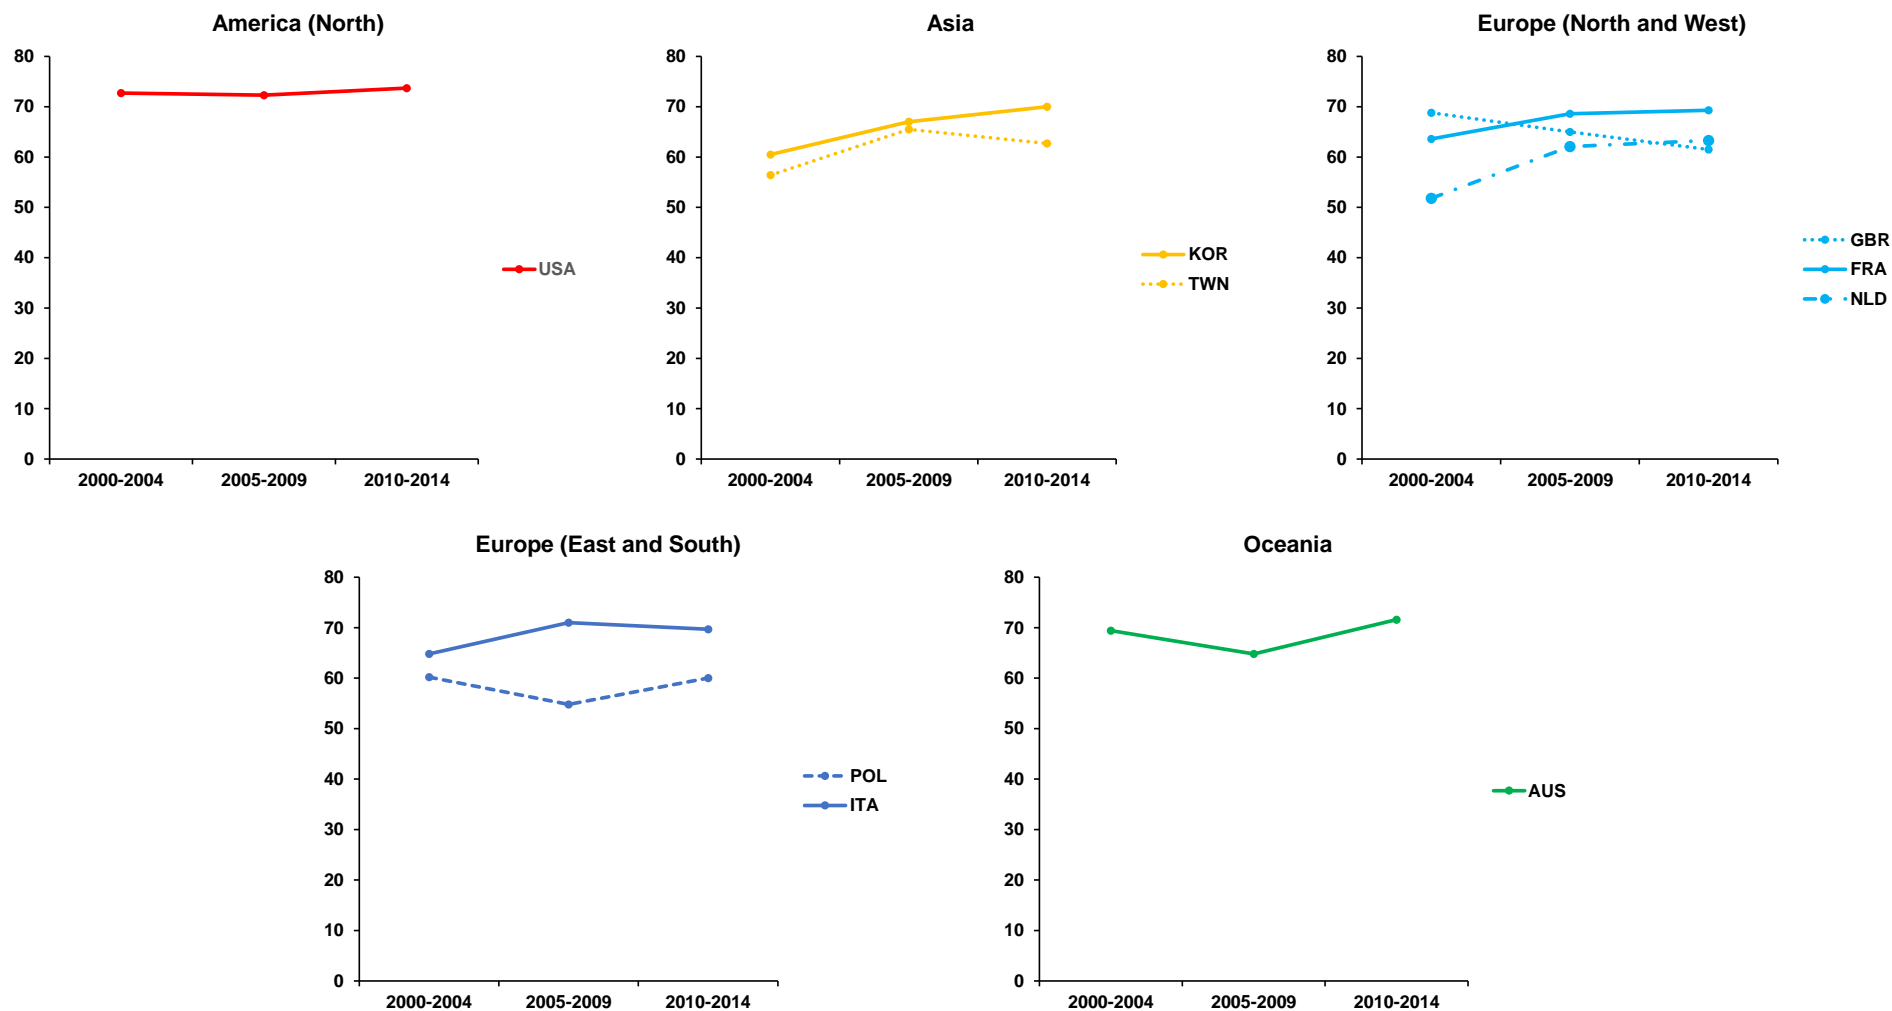 America (North)
80
70
60
50
40
30
20
10
0
2000-2004 2005-2009 2010-2014
USA
Asia
80
70
60
50
40
30
20
10
0
2000-2004 2005-2009 2010-2014
KOR
TWN
Europe (North and West)
80
70
60
50
40
30
20
10
0
2000-2004 2005-2009 2010-2014
GBR
FRA
NLD
Europe (East and South)
80
70
60
50
40
30
20
10
0
2000-2004 2005-2009 2010-2014
POL
ITA
Oceania
80
70
60
50
40
30
20
10
0
2000-2004 2005-2009 2010-2014
AUS